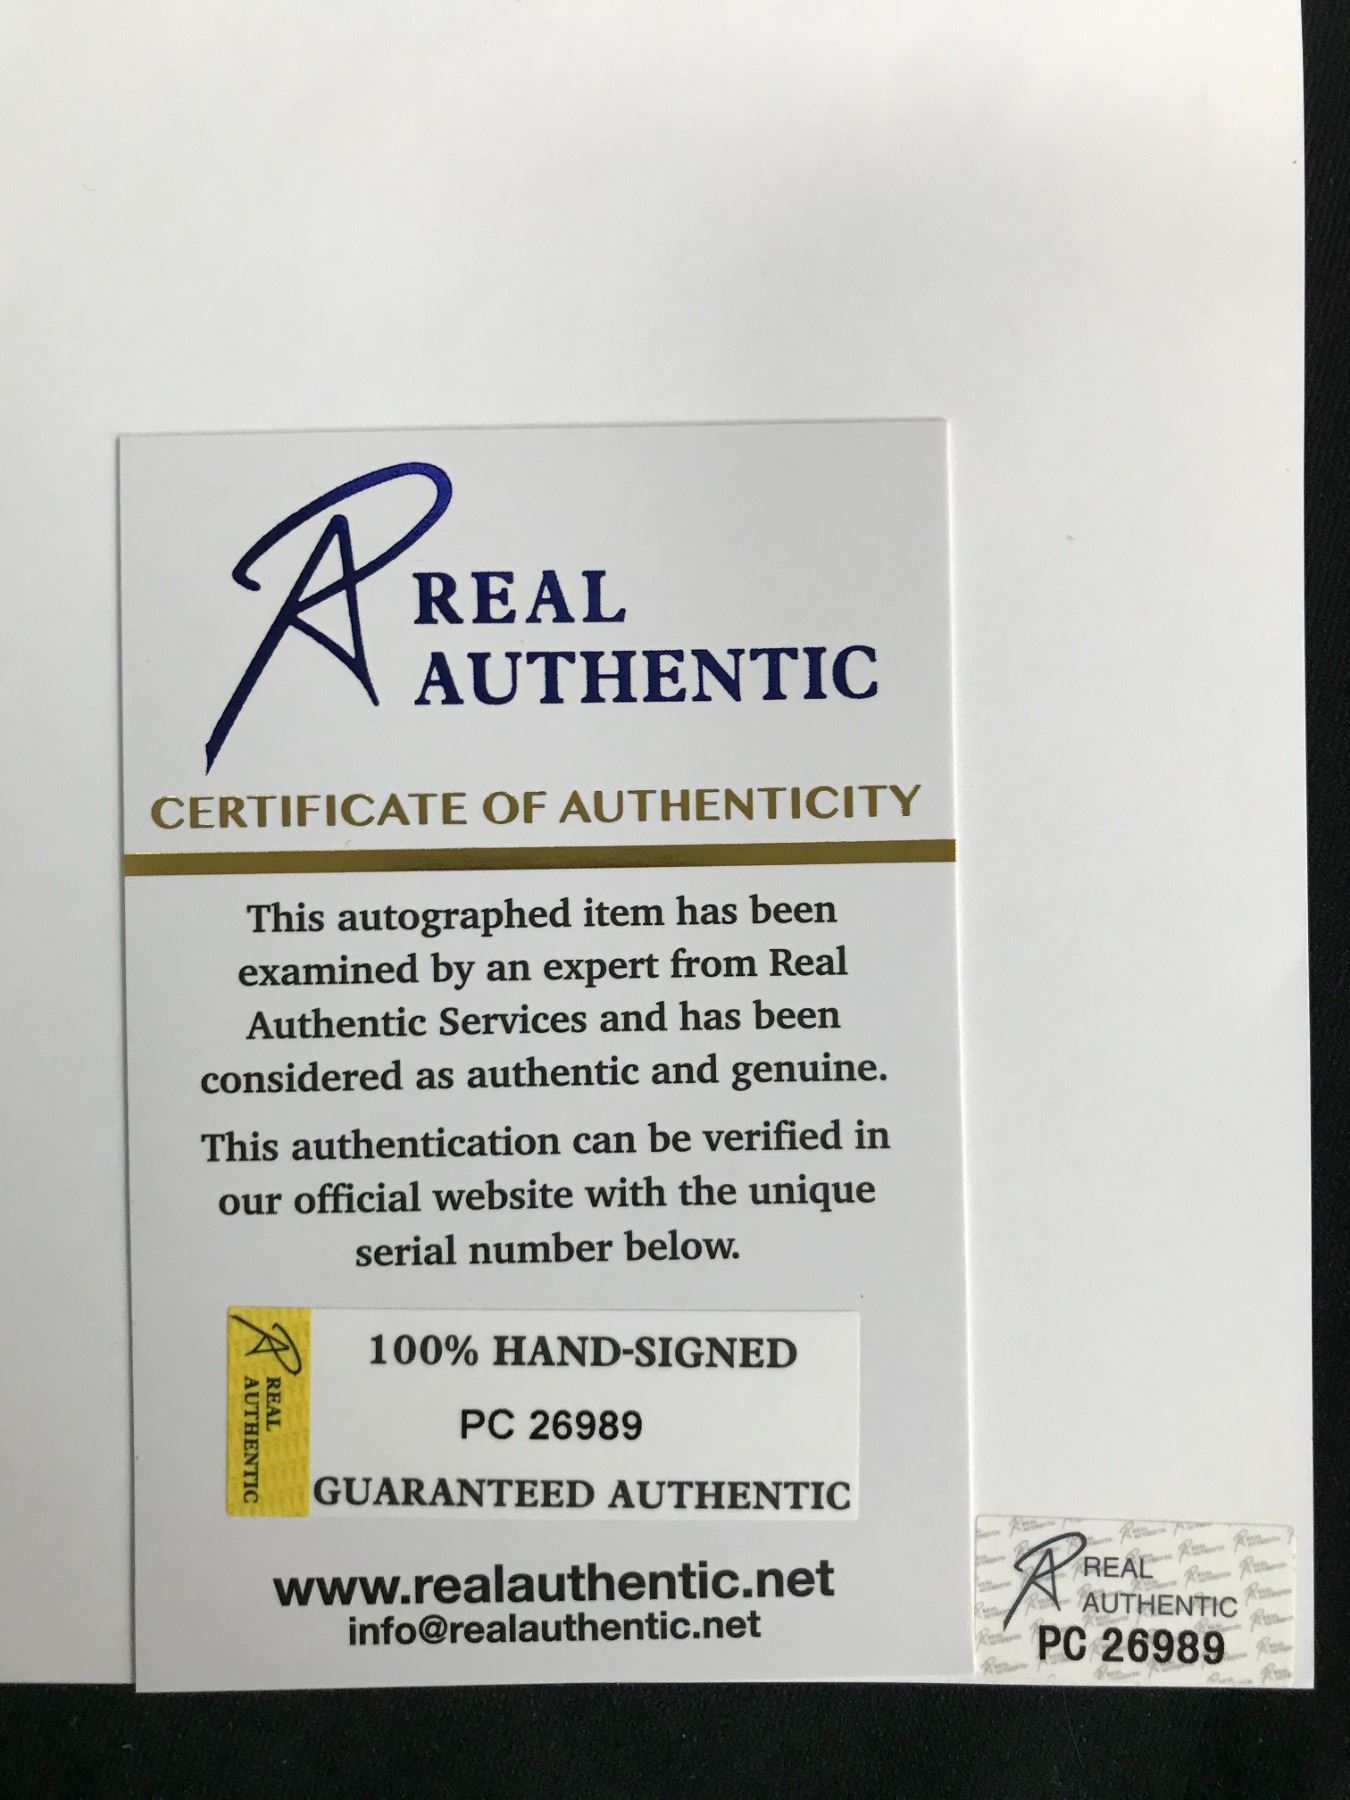 REAL
AUTHENTIC
CERTIFICATE OF AUTHENTICITY
This autographed item has been
examined by an expert from Real
Authentic Services and has been
considered as authentic and genuine.
This authentication can be verified in
our official website with the unique
serial number below.
REAL
AUTHENTIC
100% HAND-SIGNED
PC 26989
GUARANTEED AUTHENTIC
www.realauthentic.net
info@realauthentic.net
REAL
AUTHENTIC
PC 26989